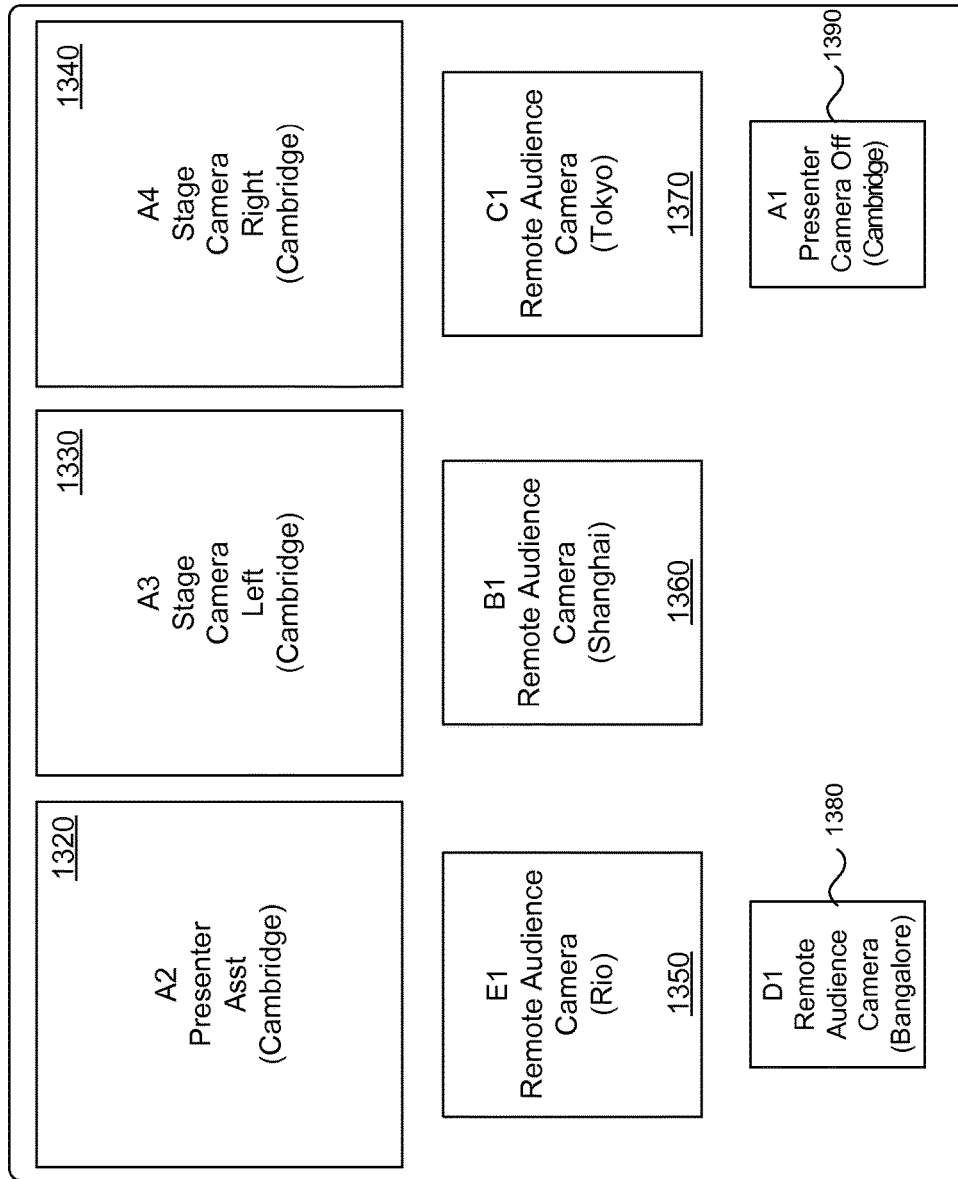 1320
A2
Presenter
Asst
(Cambridge)
1330
A3
Stage
Camera
Left
(Cambridge)
1340
A4
Stage
Camera
Right
(Cambridge)
E1
Remote Audience
Camera
(Rio)
1350
B1
Remote Audience
Camera
(Shanghai)
1360
C1
Remote Audience
Camera
(Tokyo)
1370
D1
Remote
Audience
Camera
(Bangalore)
1380
A1
Presenter
Camera Off
(Cambridge)
1390